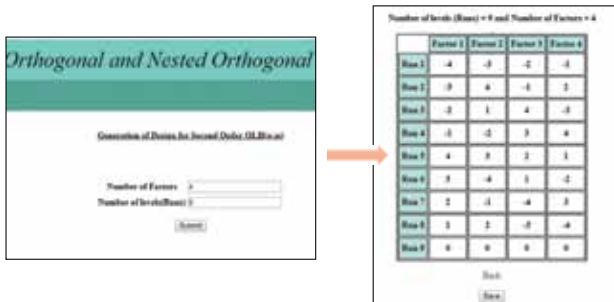 Orthogonal and Nested Orthogonal
Generation of Design for Second Order OLH(n,m)
Number of Factors 4
Number of levels(Runs) 9
Submit
Number of levels (Runs) = 9 and Number of Factors = 4
Factor 1 Factor 2 Factor 3 Factor 4
Run 1 -4 -3 -2 -1
Run 2 -3 4 -1 2
Run 3 -2 1 4 -3
Run 4 -1 -2 3 4
Run 5 4 3 2 1
Run 6 3 -4 1 -2
Run 7 2 -1 -4 3
Run 8 1 2 -3 -4
Run 9 0 0 0 0
Back